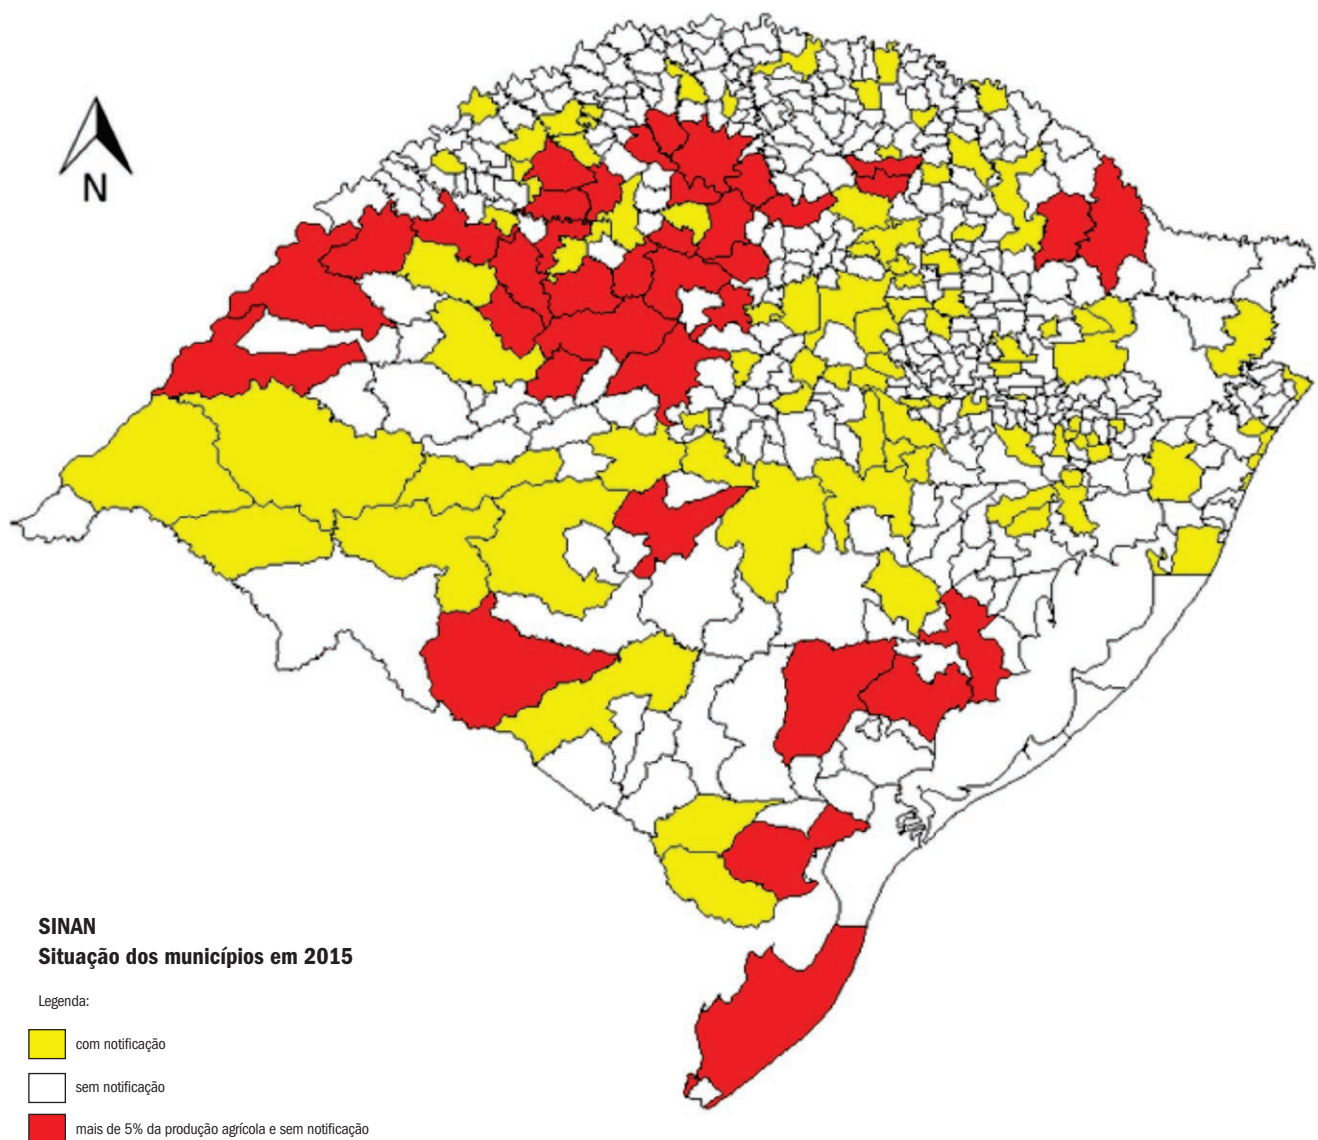 N
SINAN
Situação dos municípios em 2015
Legenda:
com notificação
sem notificação
mais de 5% da produção agrícola e sem notificação